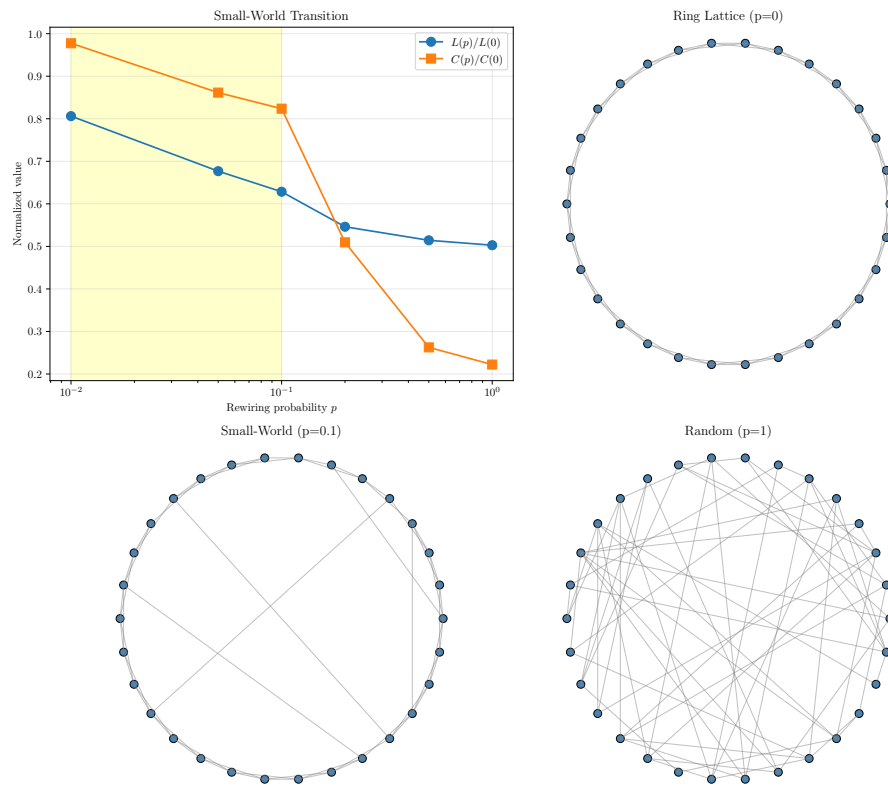 Small-World Transition
1.0
0.9
0.8
0.7
0.6
0.5
0.4
0.3
0.2
Normalized value
L(p)/L(0)
C(p)/C(0)
10⁻²
10⁻¹
10⁰
Rewiring probability p
Ring Lattice (p=0)
Small-World (p=0.1)
Random (p=1)